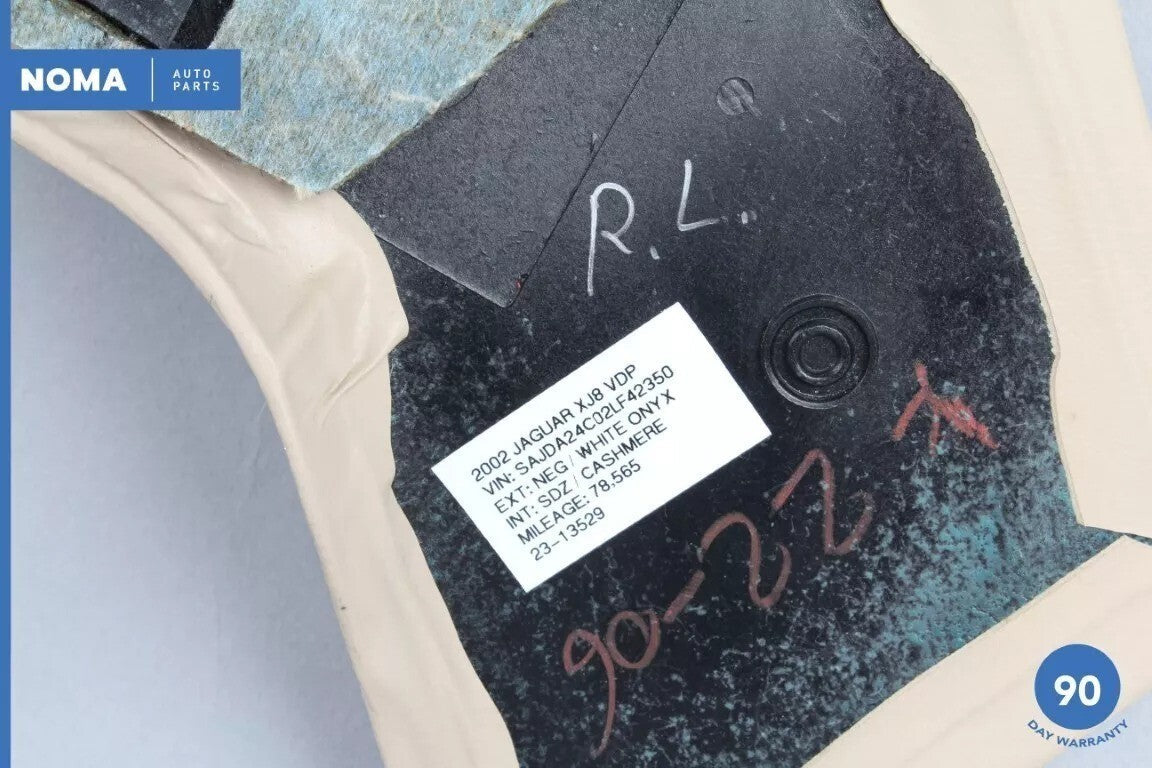 NOMA
AUTO
PARTS
R.L.
2002 JAGUAR XJ8 VDP
VIN: SAJDA24C02LF42350
EXT: NEG / WHITE ONYX
INT: SDZ / CASHMERE
MILEAGE: 78,565
23-13529
90-22
90
DAY WARRANTY